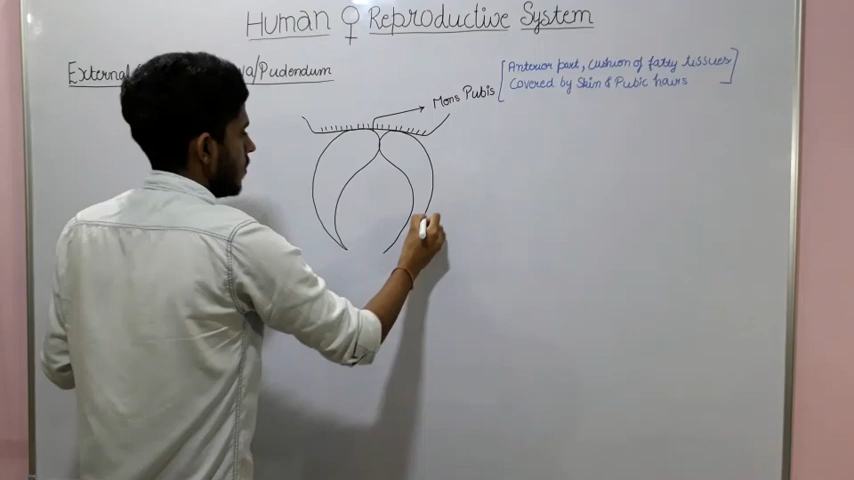 Human ♀ Reproductive System
External /Pudendum
Mons Pubis
[Anterior part, cushion of fatty tissues
Covered by Skin & Pubic hairs]